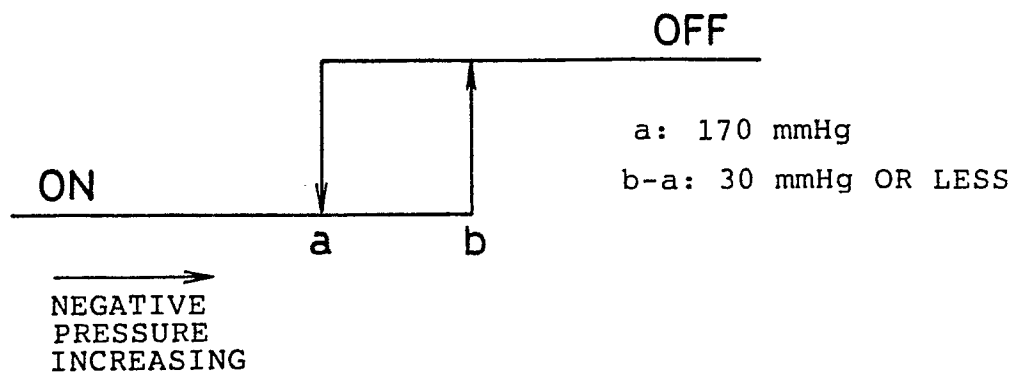 OFF
a: 170 mmHg
b-a: 30 mmHg OR LESS
ON
a
b
NEGATIVE
PRESSURE
INCREASING